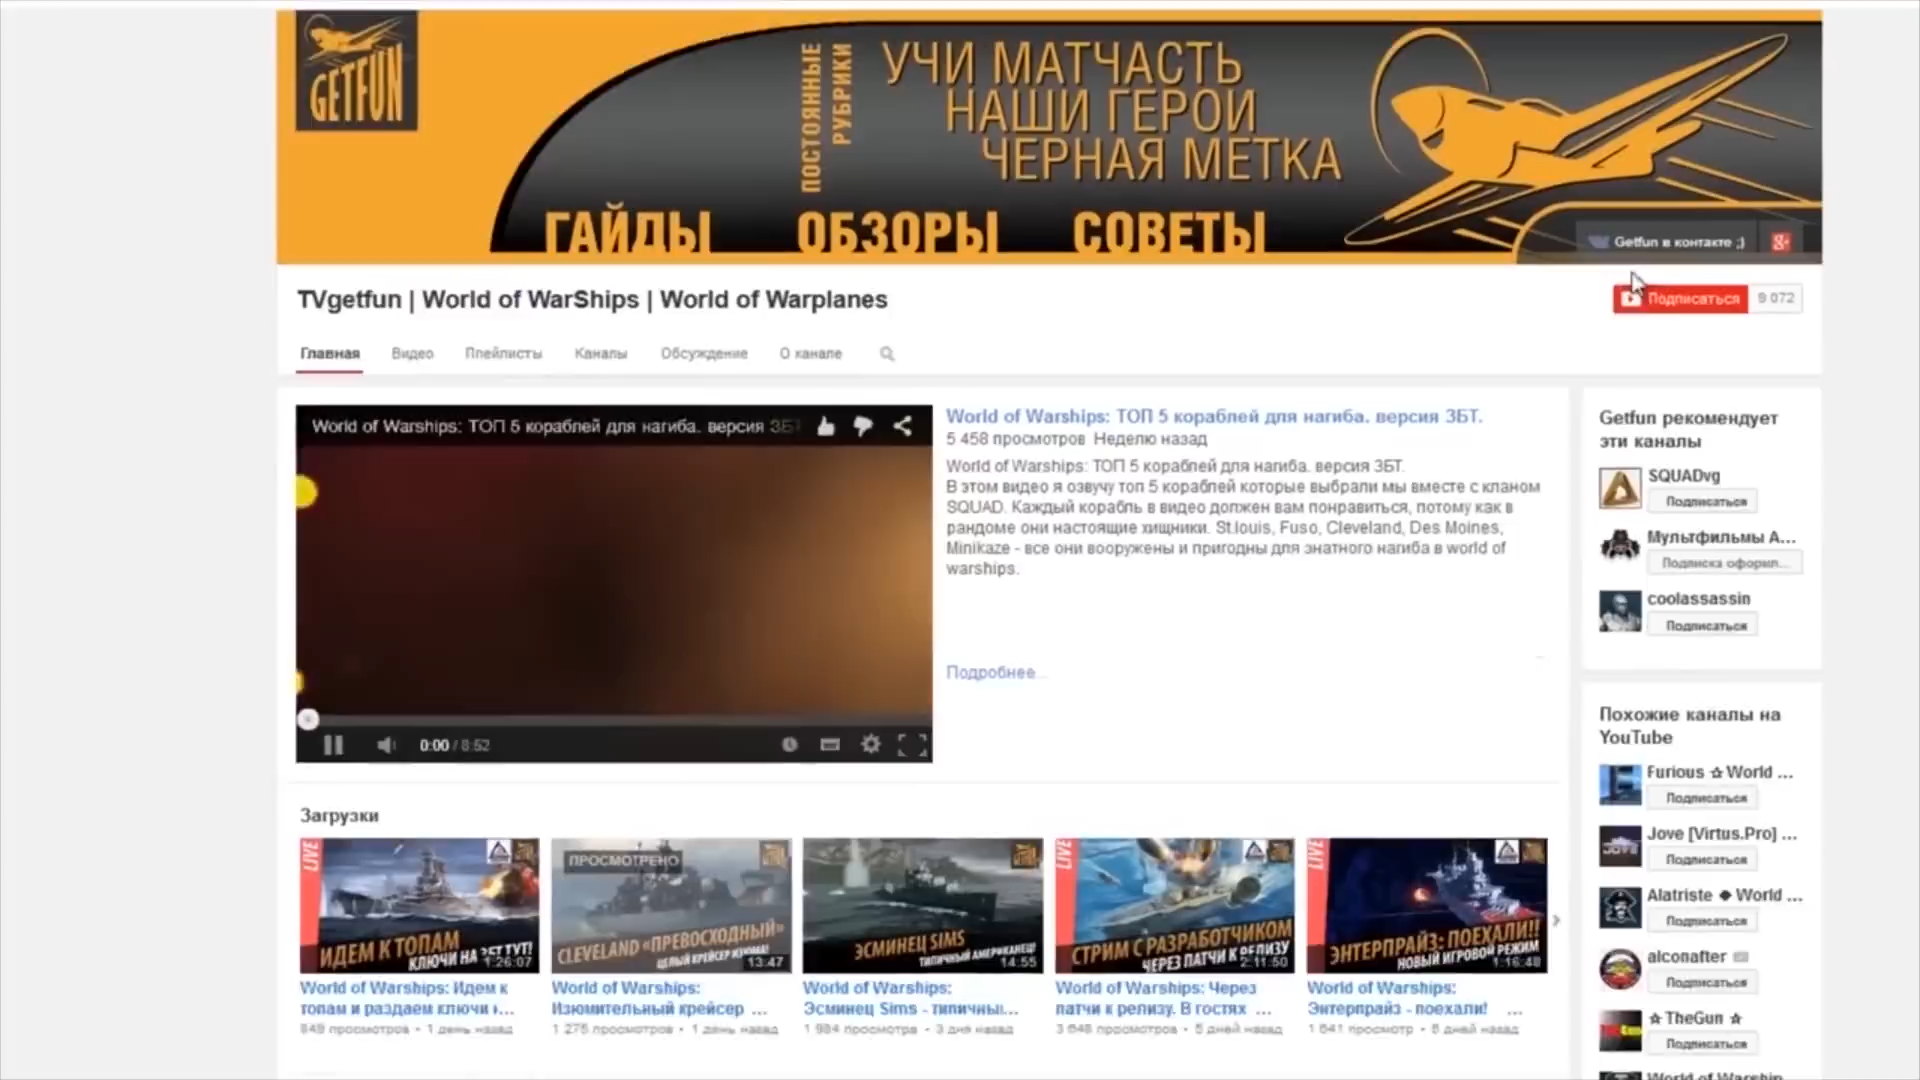 GETFUN
ПОСТОЯННЫЕ
РУБРИКИ
УЧИ МАТЧАСТЬ
НАШИ ГЕРОИ
ЧЕРНАЯ МЕТКА
ГАЙДЫ ОБЗОРЫ СОВЕТЫ
Getfun в контакте ;)
TVgetfun | World of WarShips | World of Warplanes
Подписаться 9 072
Главная Видео Плейлисты Каналы Обсуждение О канале
World of Warships: ТОП 5 кораблей для нагиба. версия ЗБТ
0:00 / 8:52
World of Warships: ТОП 5 кораблей для нагиба. версия ЗБТ.
5 458 просмотров Неделю назад
World of Warships: ТОП 5 кораблей для нагиба. версия ЗБТ.
В этом видео я озвучу топ 5 кораблей которые выбрали мы вместе с кланом
SQUAD. Каждый корабль в видео должен вам понравиться, потому как в
рандоме они настоящие хищники. St.louis, Fuso, Cleveland, Des Moines,
Minikaze - все они вооружены и пригодны для знатного нагиба в world of
warships.
Подробнее...
Getfun рекомендует
эти каналы
SQUADvg
Подписаться
Мультфильмы А...
Подписка оформл...
coolassassin
Подписаться
Похожие каналы на
YouTube
Furious ☆ World ...
Подписаться
Jove [Virtus.Pro] ...
Подписаться
Alatriste ◆ World ...
Подписаться
alconafter
Подписаться
☆ TheGun ☆
Подписаться
World of Warship
Загрузки
LIVE
ИДЕМ К ТОПАМ
КЛЮЧИ НА ЗБТ ТУТ!
1:26:07
World of Warships: Идем к
топам и раздаем ключи н...
849 просмотров • 1 день назад
ПРОСМОТРЕНО
CLEVELAND «ПРЕВОСХОДНЫЙ»
ЦЕЛЫЙ КРЕЙСЕР ИЗЮМА!
13:47
World of Warships:
Изюмительный крейсер ...
1 275 просмотров • 1 день назад
ЭСМИНЕЦ SIMS
ТИПИЧНЫЙ АМЕРИКАНЕЦ!
14:55
World of Warships:
Эсминец Sims - типичны...
1 984 просмотра • 3 дня назад
LIVE
СТРИМ С РАЗРАБОТЧИКОМ
ЧЕРЕЗ ПАТЧИ К РЕЛИЗУ
2:11:50
World of Warships: Через
патчи к релизу. В гостях ...
3 648 просмотров • 5 дней назад
LIVE
ЭНТЕРПРАЙЗ: ПОЕХАЛИ!!
НОВЫЙ ИГРОВОЙ РЕЖИМ
1:16:48
World of Warships:
Энтерпрайз - поехали! ...
1 641 просмотр • 6 дней назад